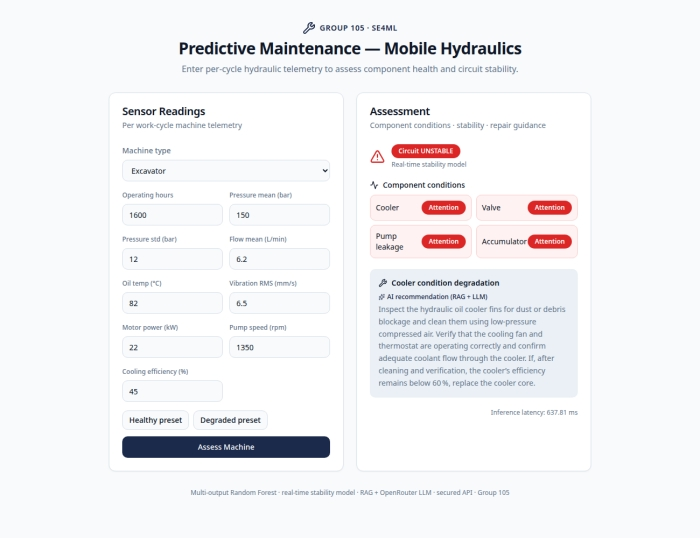 GROUP 105 · SE4ML
Predictive Maintenance — Mobile Hydraulics
Enter per-cycle hydraulic telemetry to assess component health and circuit stability.
Sensor Readings
Per work-cycle machine telemetry
Machine type
Excavator
Operating hours
Pressure mean (bar)
1600
150
Pressure std (bar)
Flow mean (L/min)
12
6.2
Oil temp (°C)
Vibration RMS (mm/s)
82
6.5
Motor power (kW)
Pump speed (rpm)
22
1350
Cooling efficiency (%)
45
Healthy preset
Degraded preset
Assess Machine
Assessment
Component conditions · stability · repair guidance
Circuit UNSTABLE
Real-time stability model
Component conditions
Cooler
Attention
Valve
Attention
Pump
leakage
Attention
Accumulator
Attention
Cooler condition degradation
AI recommendation (RAG + LLM)
Inspect the hydraulic oil cooler fins for dust or debris
blockage and clean them using low-pressure
compressed air. Verify that the cooling fan and
thermostat are operating correctly and confirm
adequate coolant flow through the cooler. If, after
cleaning and verification, the cooler's efficiency
remains below 60 %, replace the cooler core.
Inference latency: 637.81 ms
Multi-output Random Forest · real-time stability model · RAG + OpenRouter LLM · secured API · Group 105